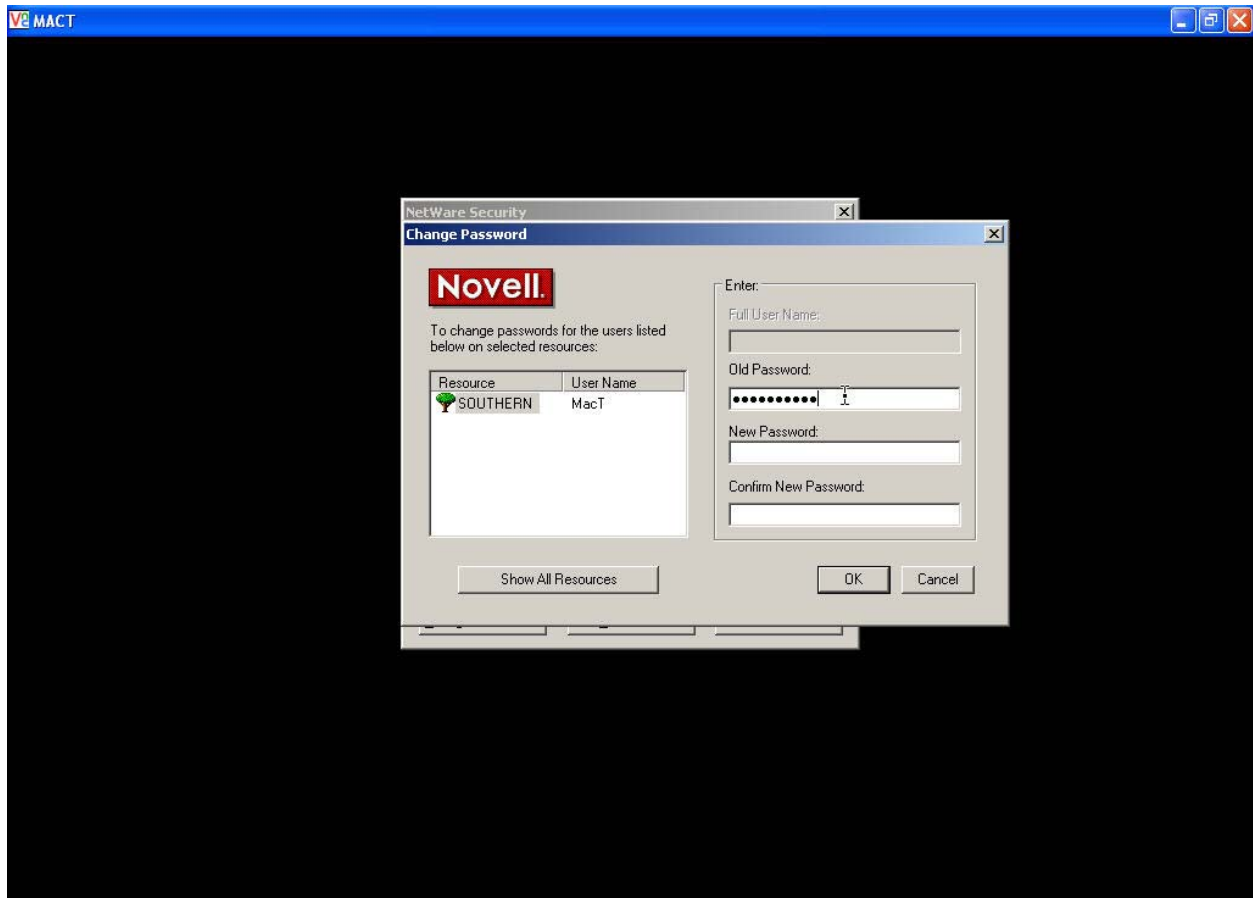 MACT
NetWare Security
Change Password
Novell.
To change passwords for the users listed
below on selected resources:
Resource User Name
SOUTHERN MacT
Show All Resources
Enter:
Full User Name:
Old Password:
••••••••••
New Password:
Confirm New Password:
OK Cancel